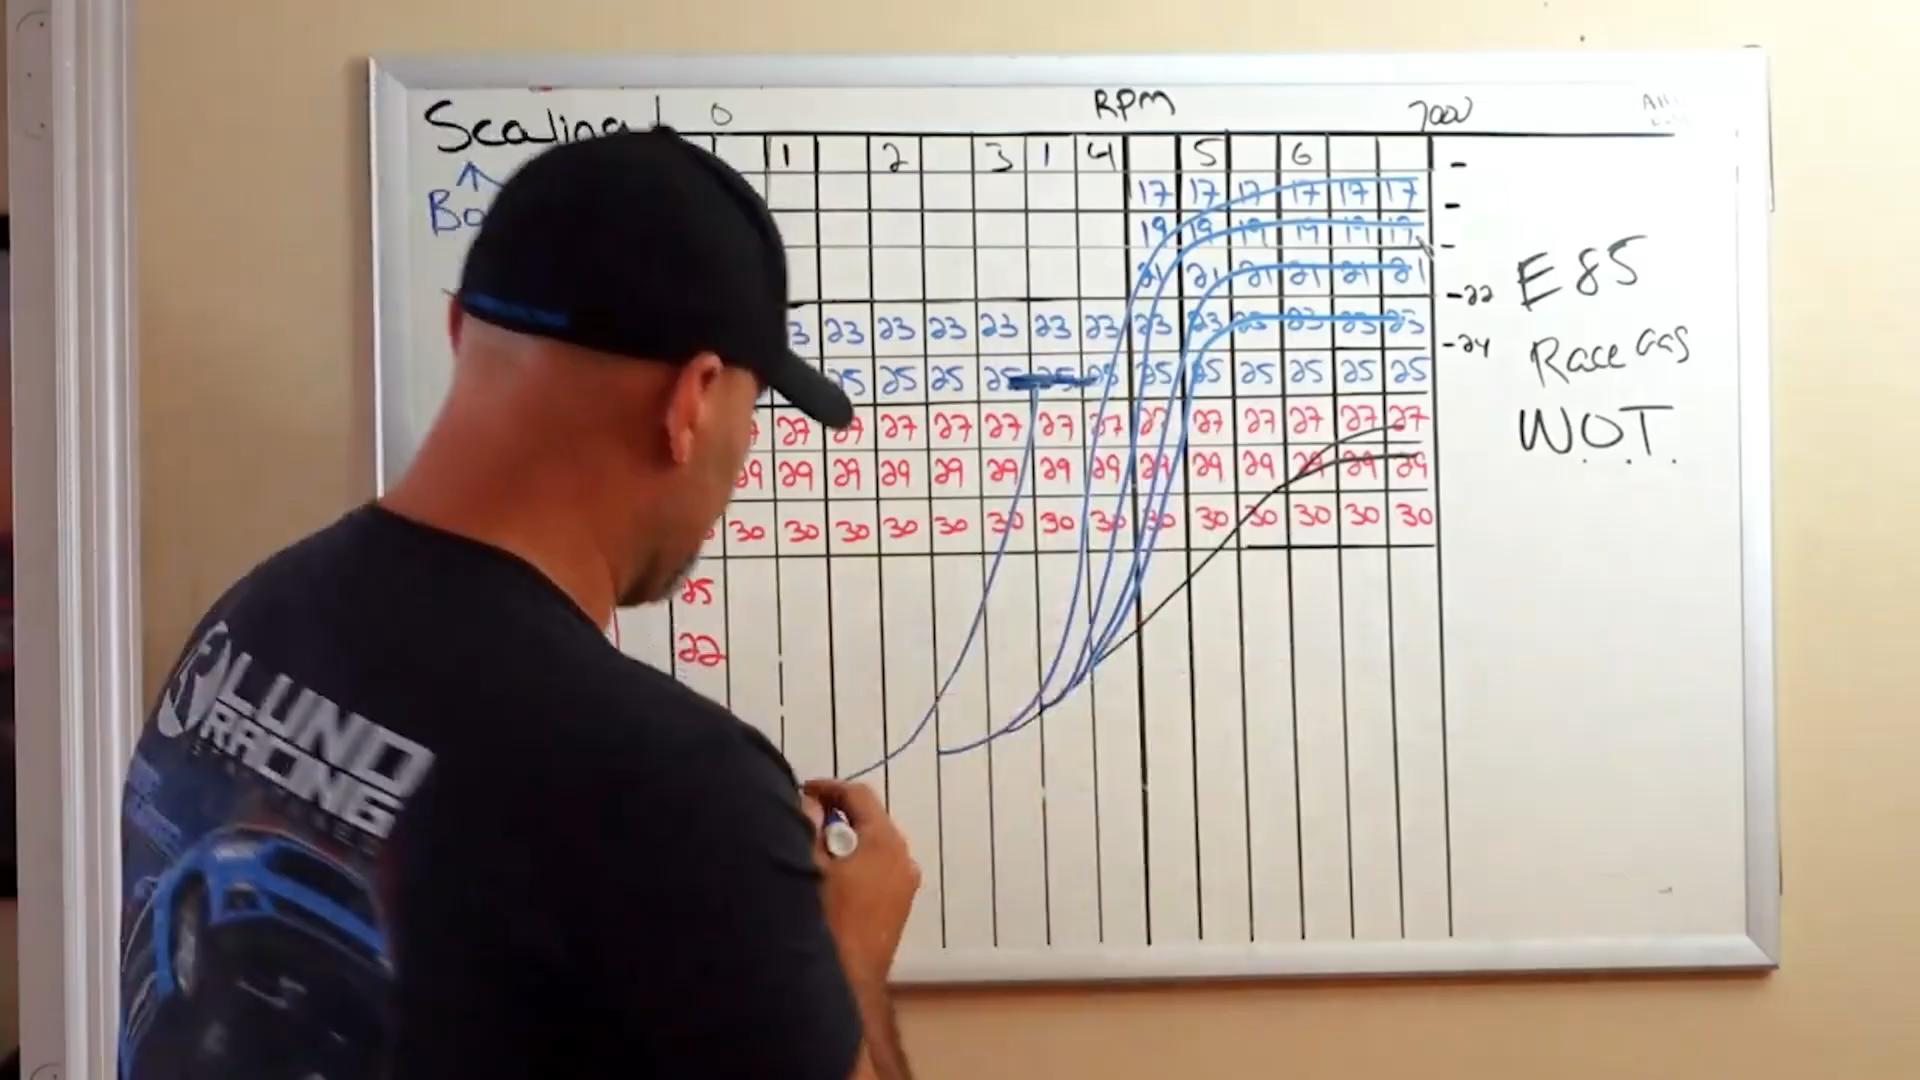 Scaling 0 RPM 7000
1 2 3 1 4 5 6 -
Bo 17 17 17 17 17 17 -
19 19 19 19 19 19 -
21 21 21 21 21 21 -22
3 23 23 23 23 23 23 23 23 23 23 23 23 -24
25 25 25 25 25 25 25 25 25 25 25 25
7 27 27 27 27 27 27 27 27 27 27 27 27 27
29 29 29 29 29 29 29 29 29 29 29 29 29 29
30 30 30 30 30 30 30 30 30 30 30 30 30 30
25
22
E85
Race Gas
W.O.T.
LUND
RACING